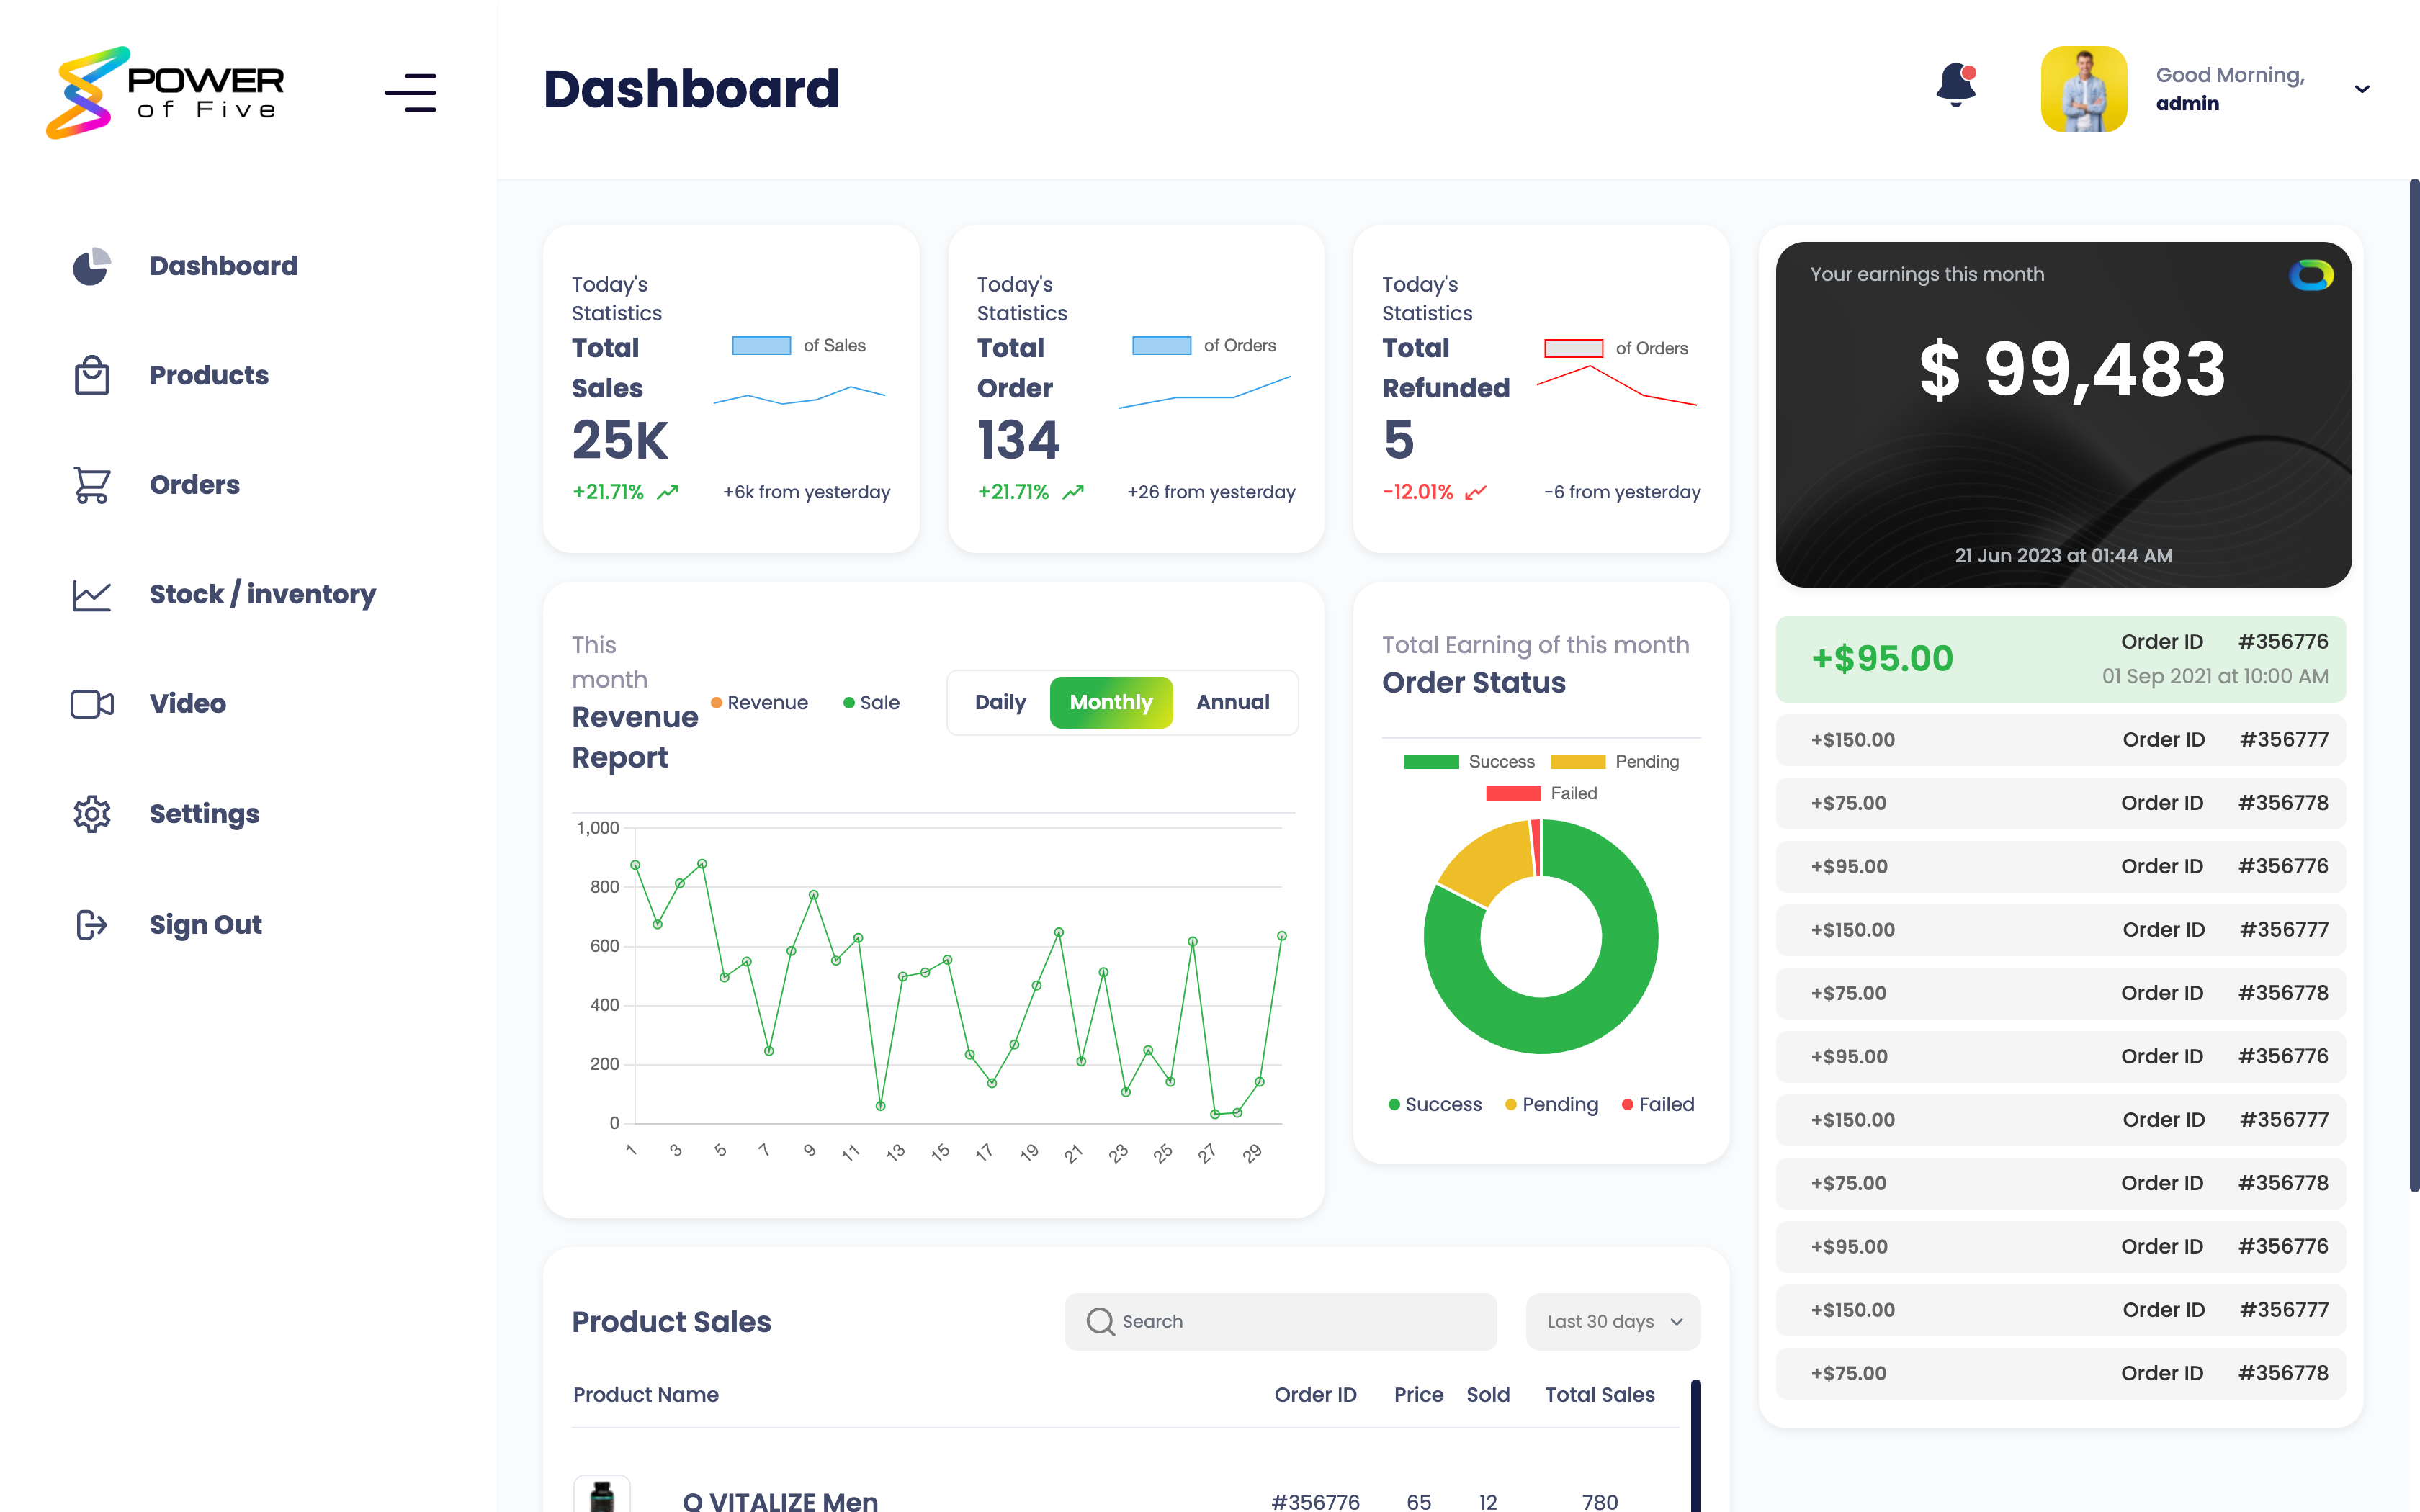 POWER
of Five
Dashboard
Good Morning,
admin
Dashboard
Products
Orders
Stock / inventory
Video
Settings
Sign Out
Today's
Statistics
Total
Sales
of Sales
25K
+21.71%
+6k from yesterday
Today's
Statistics
Total
Order
of Orders
134
+21.71%
+26 from yesterday
Today's
Statistics
Total
Refunded
of Orders
5
-12.01%
-6 from yesterday
Your earnings this month
$ 99,483
21 Jun 2023 at 01:44 AM
This
month
Revenue
Report
Revenue
Sale
Daily
Monthly
Annual
1,000
800
600
400
200
0
1 3 5 7 9 11 13 15 17 19 21 23 25 27 29
Total Earning of this month
Order Status
Success
Pending
Failed
Success
Pending
Failed
+$95.00 Order ID #356776
01 Sep 2021 at 10:00 AM
+$150.00 Order ID #356777
+$75.00 Order ID #356778
+$95.00 Order ID #356776
+$150.00 Order ID #356777
+$75.00 Order ID #356778
+$95.00 Order ID #356776
+$150.00 Order ID #356777
+$75.00 Order ID #356778
+$95.00 Order ID #356776
+$150.00 Order ID #356777
+$75.00 Order ID #356778
Product Sales
Search
Last 30 days
Product Name Order ID Price Sold Total Sales
Q VITALIZE Men #356776 65 12 780